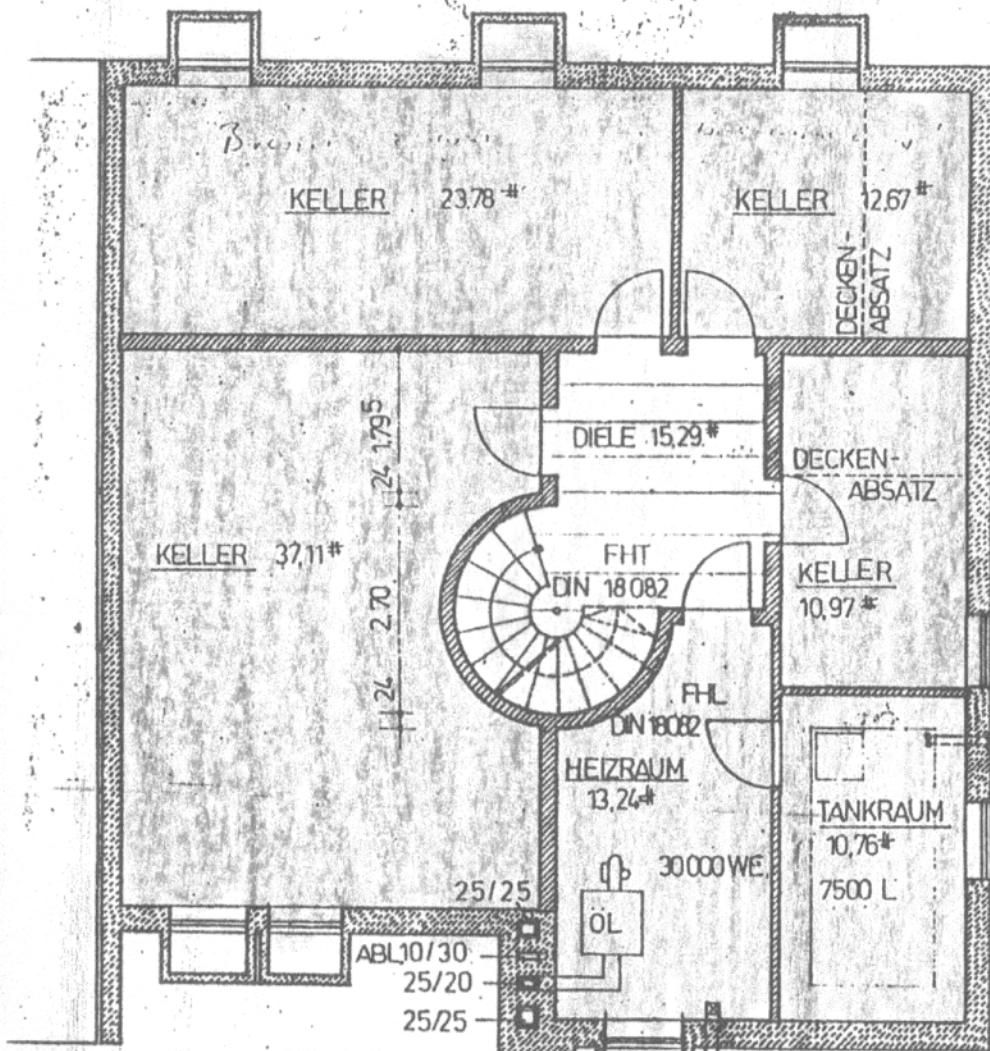 KELLER 23.78 #
KELLER 12,67 #
DECKEN-
ABSATZ
DIELE 15,29 #
1.79⁵
24
DECKEN-
ABSATZ
KELLER 37,11 #
FHT
DIN 18 082
KELLER
10,97 #
2.70
24
FHL
DIN 18082
HEIZRAUM
13,24 #
TANKRAUM
10,76 #
7500 L
30 000 WE
25/25
ÖL
ABL,10/30
25/20
25/25